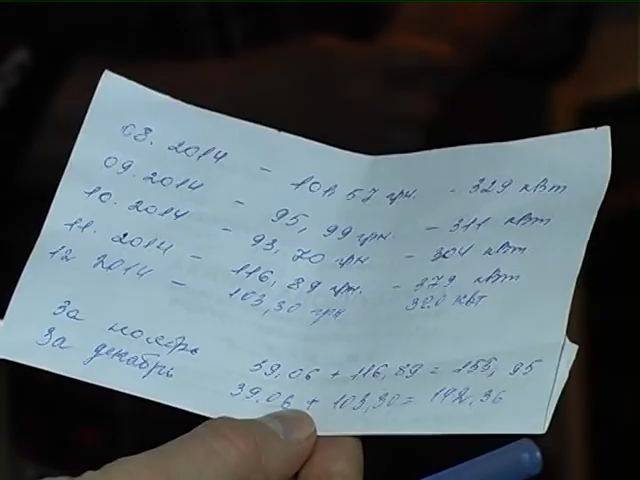 08. 2014 - 101, 57 грн. - 329 кВт
09. 2014 - 95, 99 грн. - 311 кВт
10. 2014 - 93, 70 грн - 304 кВт
11. 2014 - 116, 89 грн. - 379 кВт
12 2014 - 103,30 грн 320 кВт
За ноябрь 39.06 + 116,89 = 155, 95
За декабрь 39.06 + 103,30 = 142,36